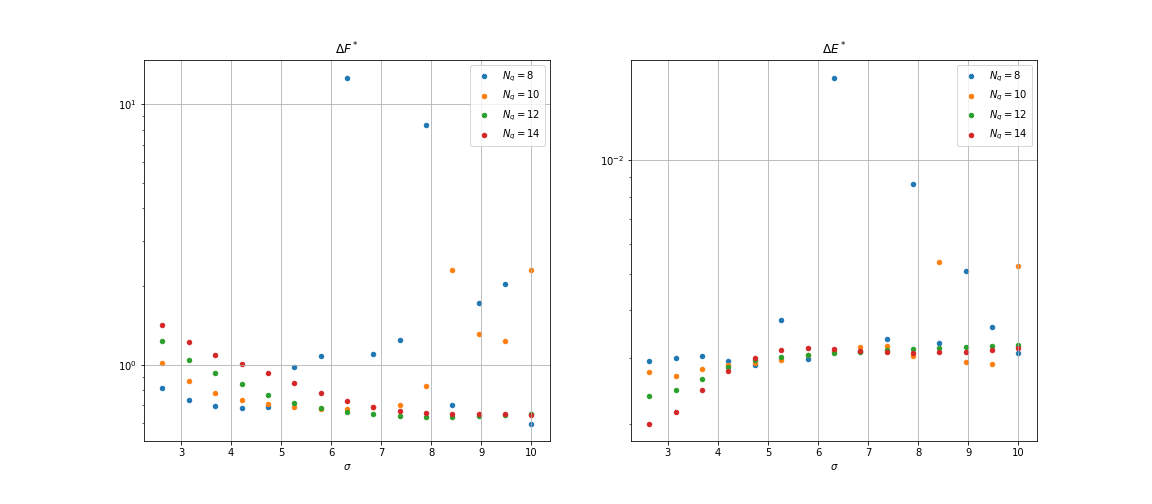 ΔF*
10¹
10⁰
3 4 5 6 7 8 9 10
σ
N_q = 8
N_q = 10
N_q = 12
N_q = 14
ΔE*
10⁻²
3 4 5 6 7 8 9 10
σ
N_q = 8
N_q = 10
N_q = 12
N_q = 14